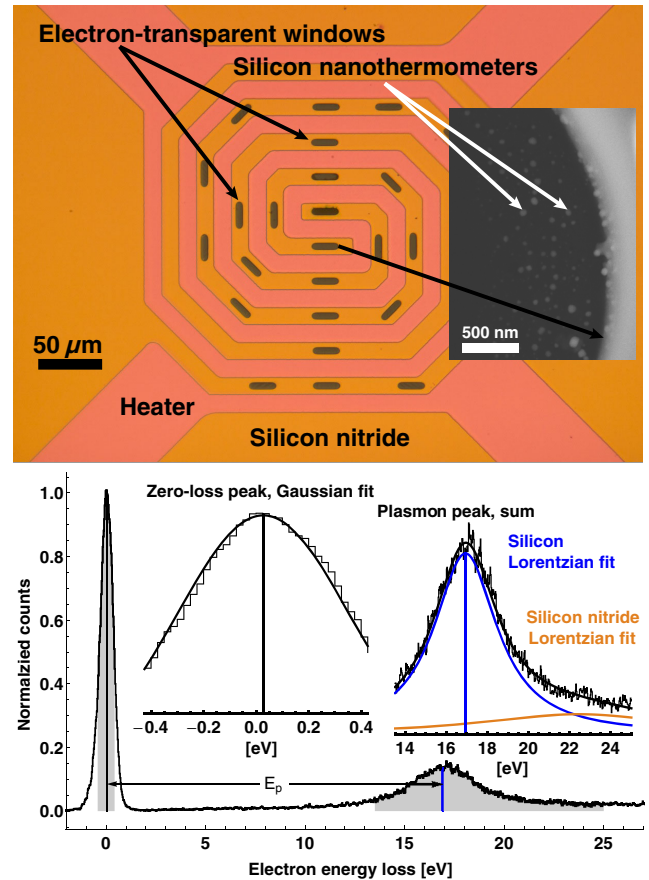 Electron-transparent windows
Silicon nanothermometers
500 nm
50 µm
Heater
Silicon nitride
Zero-loss peak, Gaussian fit
Plasmon peak, sum
Silicon
Lorentzian fit
Silicon nitride
Lorentzian fit
1.0
0.8
0.6
0.4
0.2
0.0
Normalzied counts
−0.4 −0.2 0.0 0.2 0.4
[eV]
14 16 18 20 22 24
[eV]
Ep
0 5 10 15 20 25
Electron energy loss [eV]